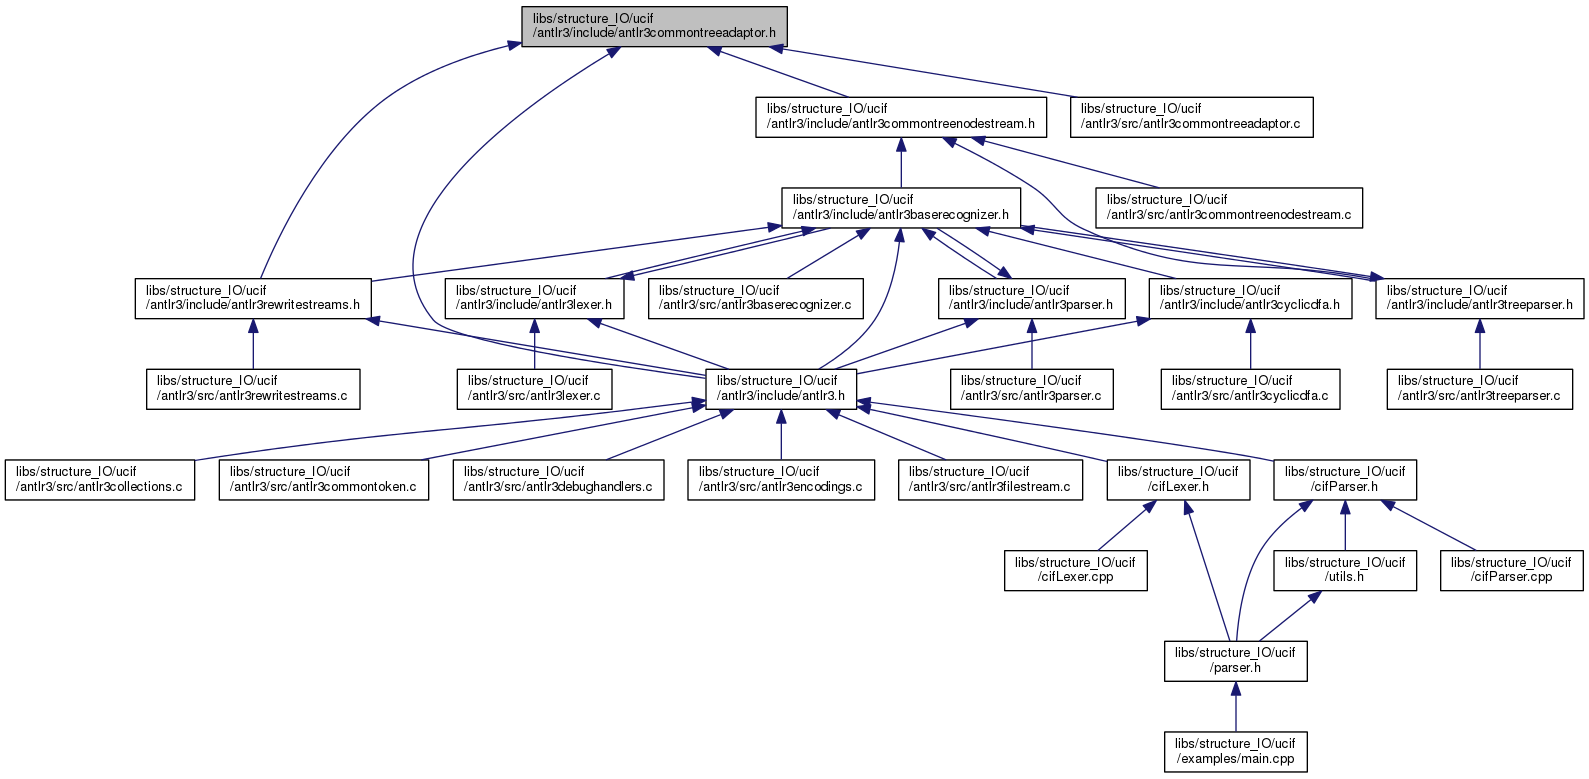 libs/structure_IO/ucif
/antlr3/include/antlr3commontreeadaptor.h
libs/structure_IO/ucif
/antlr3/include/antlr3commontreenodestream.h
libs/structure_IO/ucif
/antlr3/src/antlr3commontreeadaptor.c
libs/structure_IO/ucif
/antlr3/include/antlr3baserecognizer.h
libs/structure_IO/ucif
/antlr3/src/antlr3commontreenodestream.c
libs/structure_IO/ucif
/antlr3/include/antlr3rewritestreams.h
libs/structure_IO/ucif
/antlr3/include/antlr3lexer.h
libs/structure_IO/ucif
/antlr3/src/antlr3baserecognizer.c
libs/structure_IO/ucif
/antlr3/include/antlr3parser.h
libs/structure_IO/ucif
/antlr3/include/antlr3cyclicdfa.h
libs/structure_IO/ucif
/antlr3/include/antlr3treeparser.h
libs/structure_IO/ucif
/antlr3/src/antlr3rewritestreams.c
libs/structure_IO/ucif
/antlr3/src/antlr3lexer.c
libs/structure_IO/ucif
/antlr3/include/antlr3.h
libs/structure_IO/ucif
/antlr3/src/antlr3parser.c
libs/structure_IO/ucif
/antlr3/src/antlr3cyclicdfa.c
libs/structure_IO/ucif
/antlr3/src/antlr3treeparser.c
libs/structure_IO/ucif
/antlr3/src/antlr3collections.c
libs/structure_IO/ucif
/antlr3/src/antlr3commontoken.c
libs/structure_IO/ucif
/antlr3/src/antlr3debughandlers.c
libs/structure_IO/ucif
/antlr3/src/antlr3encodings.c
libs/structure_IO/ucif
/antlr3/src/antlr3filestream.c
libs/structure_IO/ucif
/cifLexer.h
libs/structure_IO/ucif
/cifParser.h
libs/structure_IO/ucif
/cifLexer.cpp
libs/structure_IO/ucif
/utils.h
libs/structure_IO/ucif
/cifParser.cpp
libs/structure_IO/ucif
/parser.h
libs/structure_IO/ucif
/examples/main.cpp